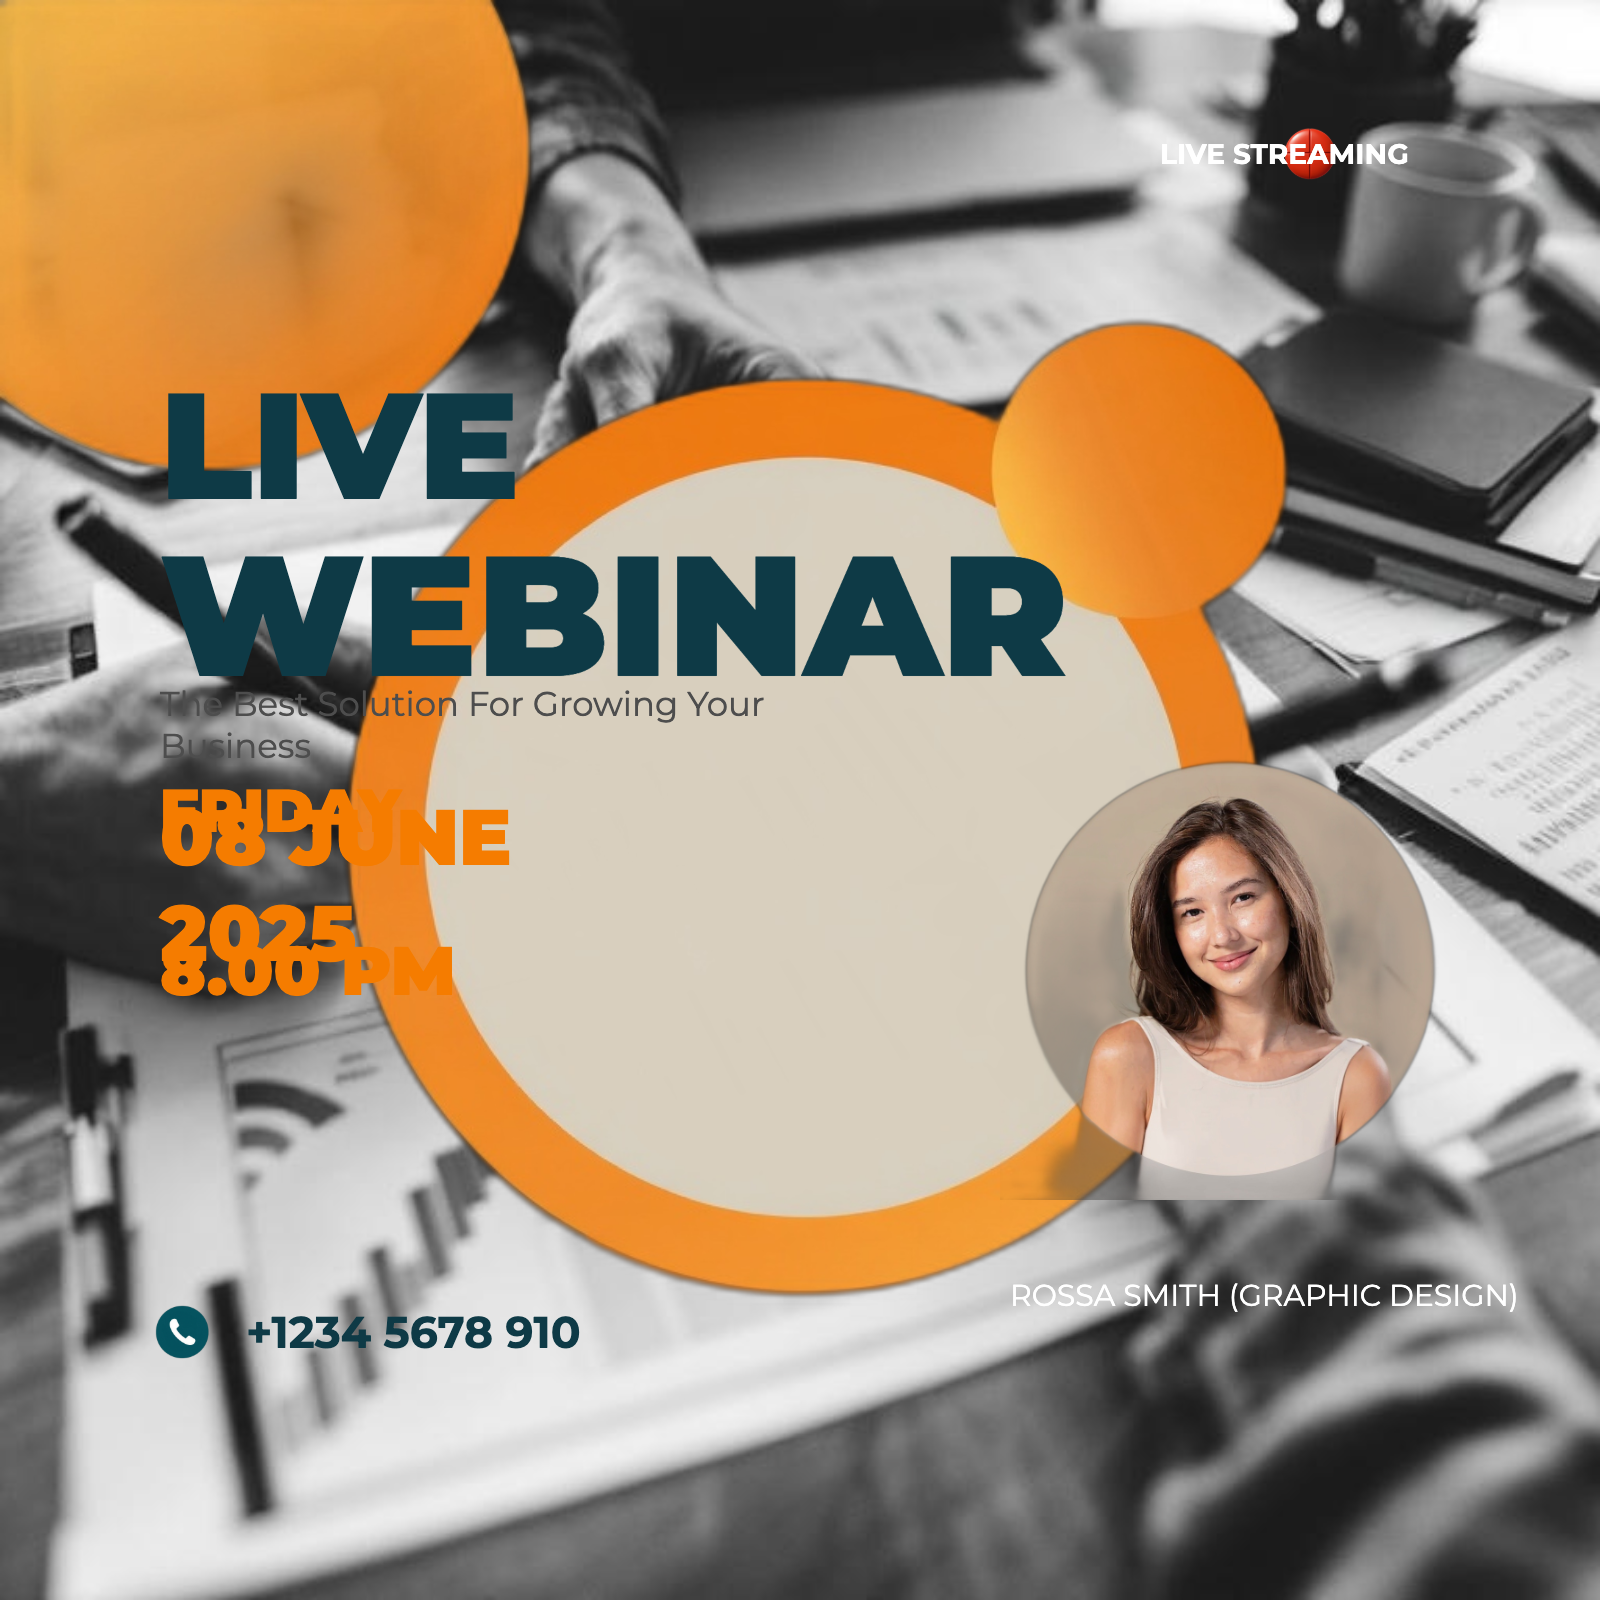 LIVE STREAMING
LIVE
WEBINAR
The Best Solution For Growing Your
Business
FRIDAY
08 JUNE
2025
8.00 PM
ROSSA SMITH (GRAPHIC DESIGN)
+1234 5678 910